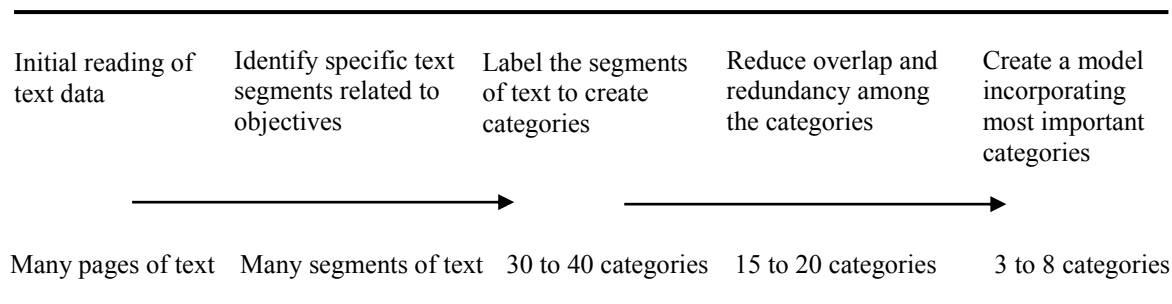 Initial reading of
text data
Identify specific text
segments related to
objectives
Label the segments
of text to create
categories
Reduce overlap and
redundancy among
the categories
Create a model
incorporating
most important
categories
Many pages of text
Many segments of text
30 to 40 categories
15 to 20 categories
3 to 8 categories